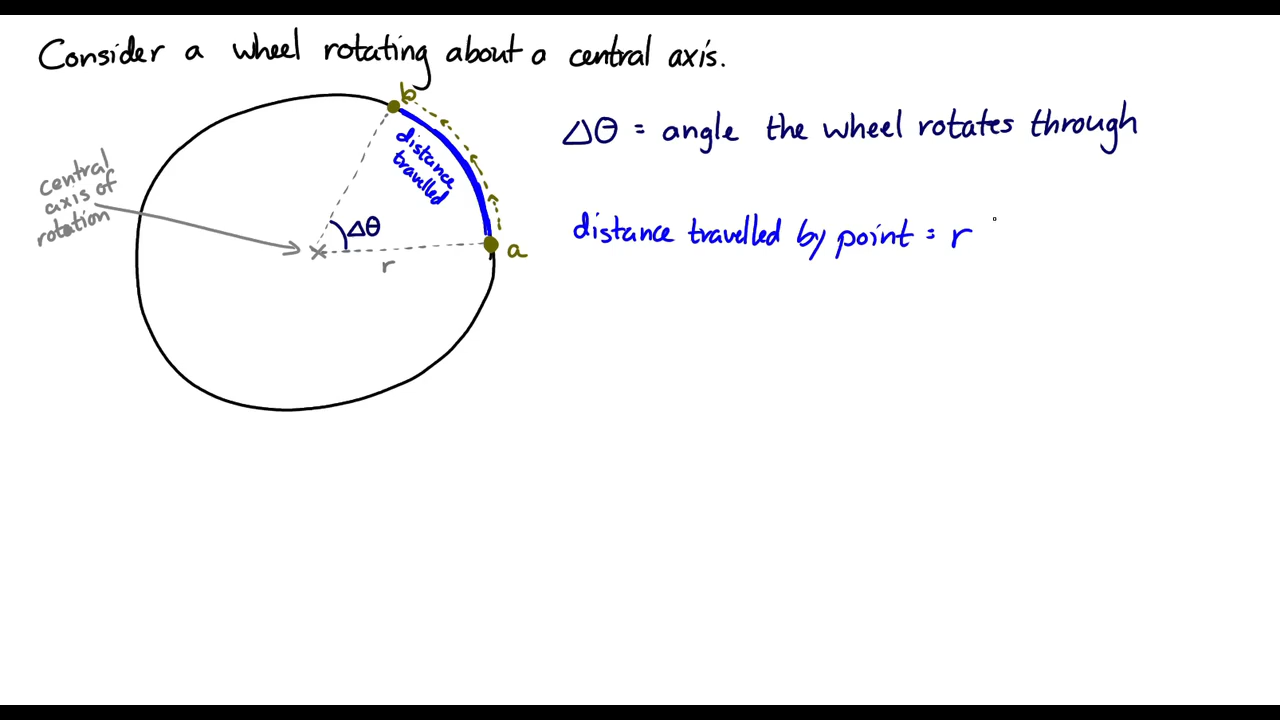 Consider a wheel rotating about a central axis.
b
Δθ = angle the wheel rotates through
distance
travelled
central
axis of
rotation
Δθ
distance travelled by point = r
a
r